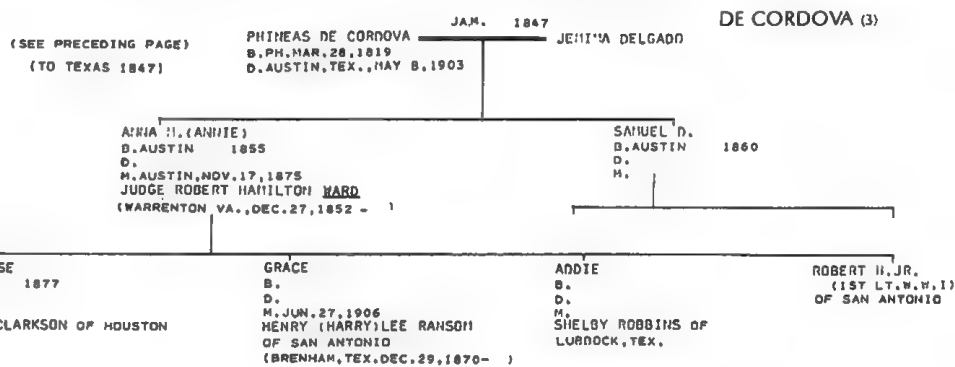 DE CORDOVA (3)
(SEE PRECEDING PAGE)
(TO TEXAS 1847)
JAM. 1847
PHINEAS DE CORDOVA
B.PH.MAR.28,1819
D.AUSTIN,TEX.,MAY 8,1903
JEMIMA DELGADO
ANNA M.(ANNIE)
B.AUSTIN 1855
D.
M.AUSTIN,NOV.17,1875
JUDGE ROBERT HAMILTON WARD
(WARRENTON VA.,DEC.27,1852 - )
SAMUEL D.
B.AUSTIN 1860
D.
M.
SE
1877
CLARKSON OF HOUSTON
GRACE
B.
D.
M.JUN.27,1906
HENRY (HARRY)LEE RANSOM
OF SAN ANTONIO
(BRENHAM,TEX.DEC.29,1870- )
ADDIE
B.
D.
M.
SHELBY ROBBINS OF
LUBBOCK,TEX.
ROBERT H.JR.
(1ST LT.W.W.I)
OF SAN ANTONIO